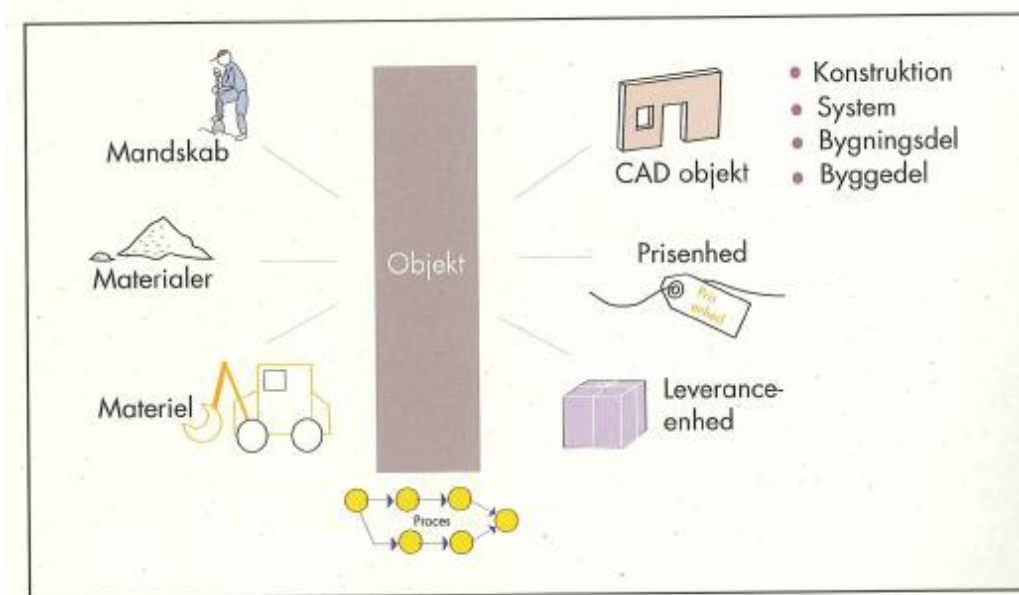 Mandskab
Materialer
Materiel
Objekt
Proces
CAD objekt
Konstruktion
System
Bygningsdel
Byggedel
Prisenhed
Pris
enhed
Leverance-
enhed